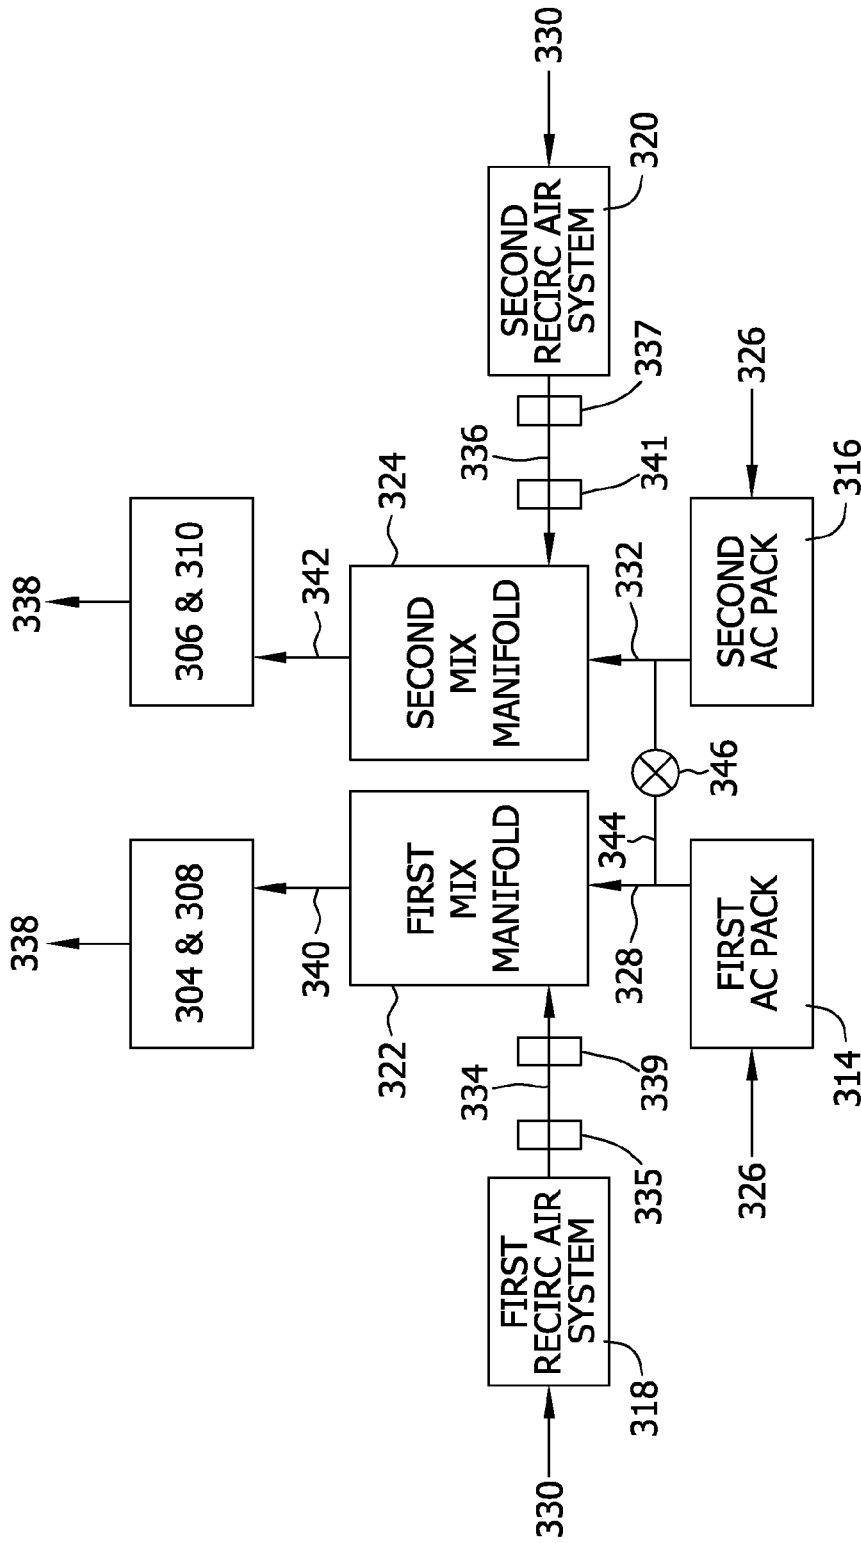 338
338
304 & 308
306 & 310
340
342
322
324
FIRST
MIX
MANIFOLD
SECOND
MIX
MANIFOLD
334
336
330
FIRST
RECIRC AIR
SYSTEM
SECOND
RECIRC AIR
SYSTEM
330
328
344
332
318
335
339
341
337
320
346
326
FIRST
AC PACK
SECOND
AC PACK
326
314
316